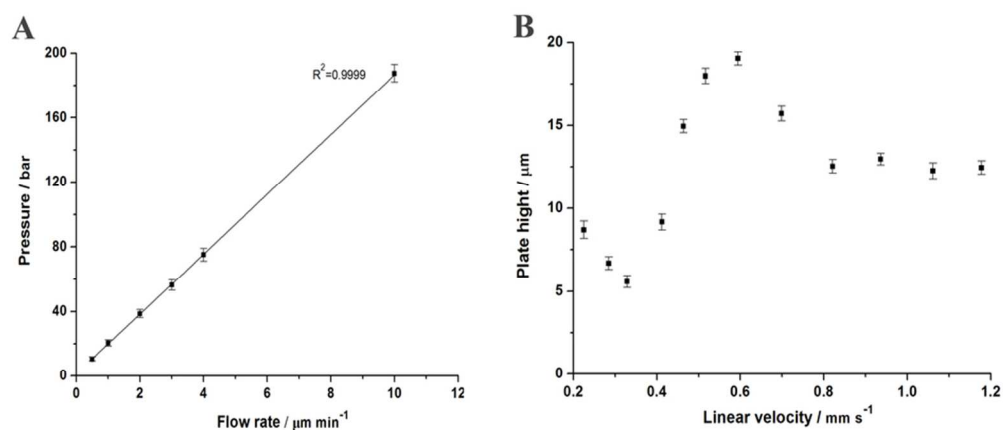 A
200
160
120
80
40
0
R²=0.9999
Pressure / bar
0 2 4 6 8 10 12
Flow rate / μm min⁻¹
B
20
15
10
5
0
Plate hight / μm
0.2 0.4 0.6 0.8 1.0 1.2
Linear velocity / mm s⁻¹